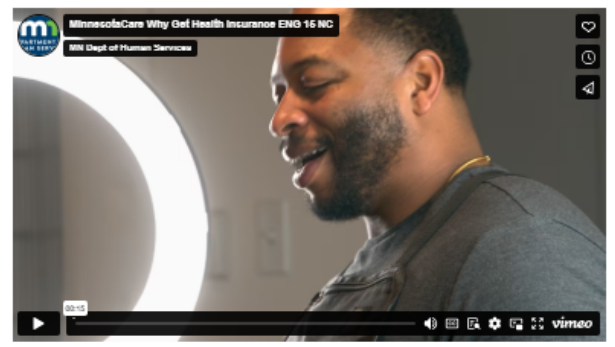 MinnesotaCare Why Get Health Insurance ENG 15 NC
MN Dept of Human Services
00:15
vimeo